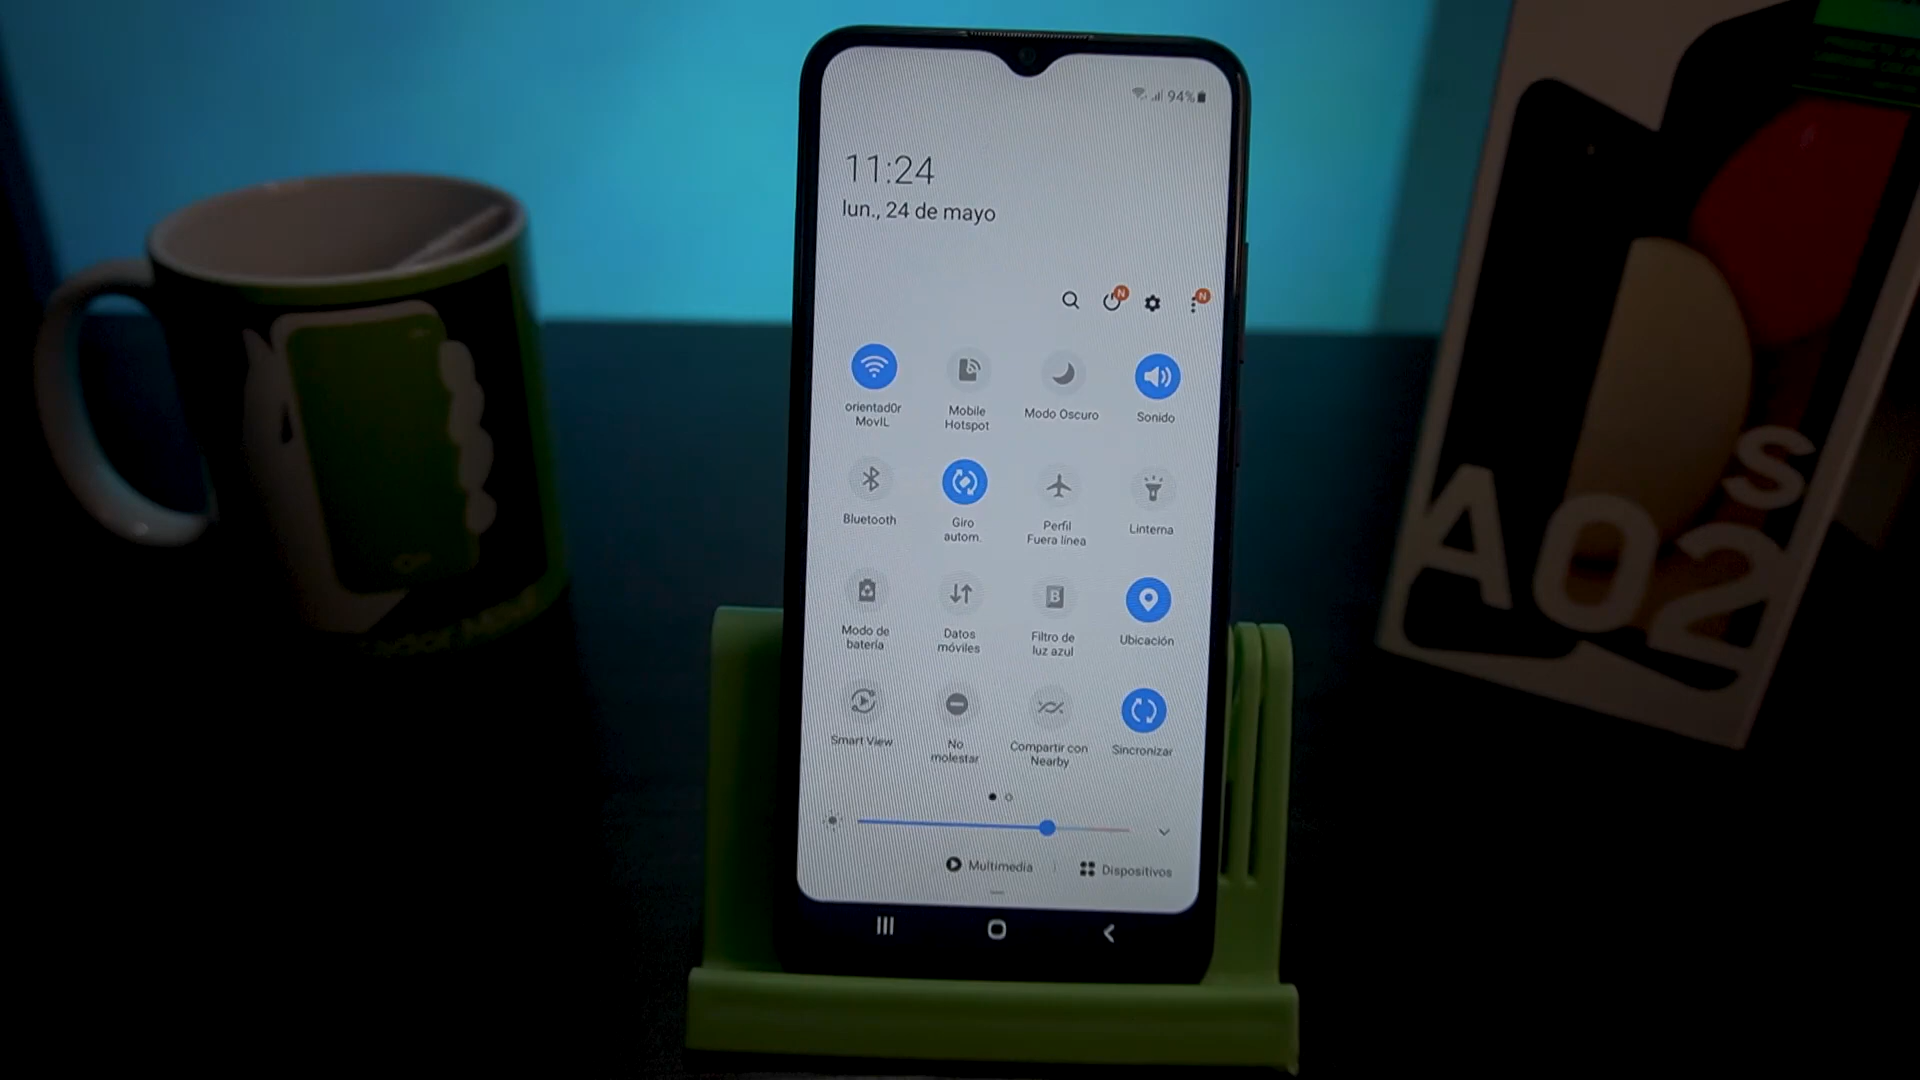 94%
11:24
lun., 24 de mayo
N
N
orientad0r
MovIL
Mobile
Hotspot
Modo Oscuro
Sonido
Bluetooth
Giro
autom.
Perfil
Fuera línea
Linterna
Modo de
batería
Datos
móviles
Filtro de
luz azul
Ubicación
Smart View
No
molestar
Compartir con
Nearby
Sincronizar
Multimedia
Dispositivos
A02s